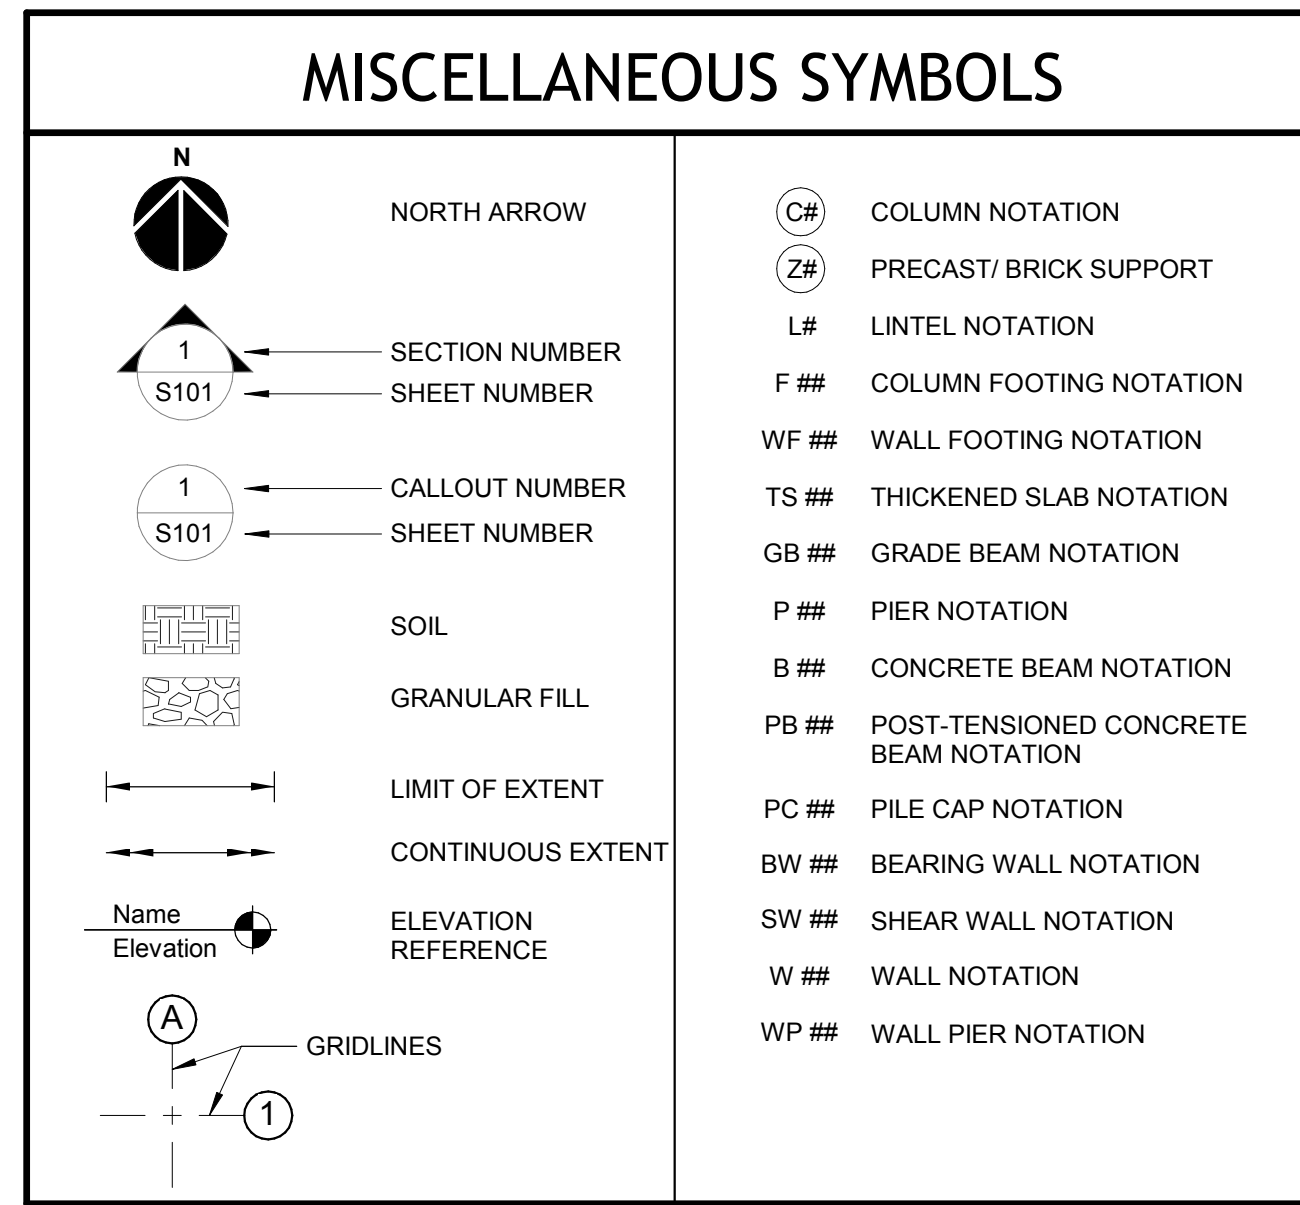 MISCELLANEOUS SYMBOLS
N
NORTH ARROW
1
SECTION NUMBER
S101
SHEET NUMBER
1
CALLOUT NUMBER
S101
SHEET NUMBER
SOIL
GRANULAR FILL
LIMIT OF EXTENT
CONTINUOUS EXTENT
Name
Elevation
ELEVATION
REFERENCE
A
GRIDLINES
1
C# COLUMN NOTATION
Z# PRECAST/ BRICK SUPPORT
L# LINTEL NOTATION
F ## COLUMN FOOTING NOTATION
WF ## WALL FOOTING NOTATION
TS ## THICKENED SLAB NOTATION
GB ## GRADE BEAM NOTATION
P ## PIER NOTATION
B ## CONCRETE BEAM NOTATION
PB ## POST-TENSIONED CONCRETE
BEAM NOTATION
PC ## PILE CAP NOTATION
BW ## BEARING WALL NOTATION
SW ## SHEAR WALL NOTATION
W ## WALL NOTATION
WP ## WALL PIER NOTATION